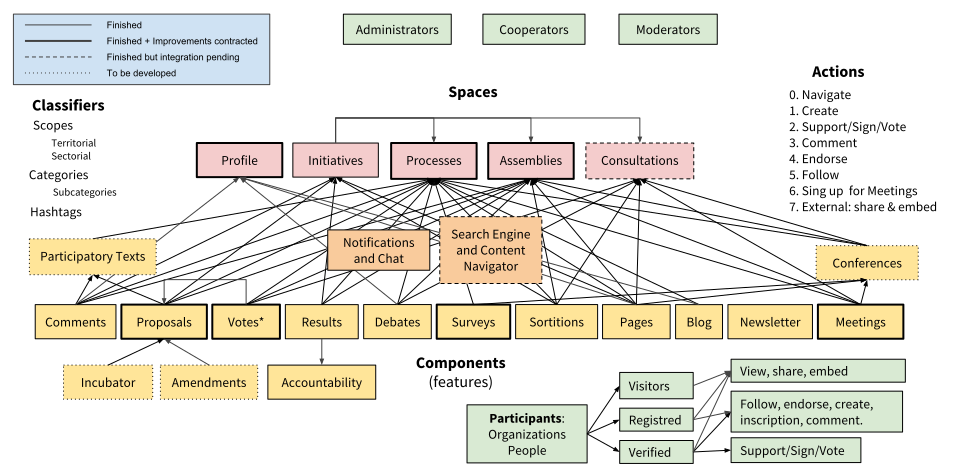 Finished
Finished + Improvements contracted
Finished but integration pending
To be developed
Administrators
Cooperators
Moderators
Classifiers
Scopes
Territorial
Sectorial
Categories
Subcategories
Hashtags
Spaces
Actions
0. Navigate
1. Create
2. Support/Sign/Vote
3. Comment
4. Endorse
5. Follow
6. Sing up for Meetings
7. External: share & embed
Profile
Initiatives
Processes
Assemblies
Consultations
Participatory Texts
Notifications
and Chat
Search Engine
and Content
Navigator
Conferences
Comments
Proposals
Votes*
Results
Debates
Surveys
Sortitions
Pages
Blog
Newsletter
Meetings
Incubator
Amendments
Accountability
Components
(features)
Participants:
Organizations
People
Visitors
Registred
Verified
View, share, embed
Follow, endorse, create,
inscription, comment.
Support/Sign/Vote